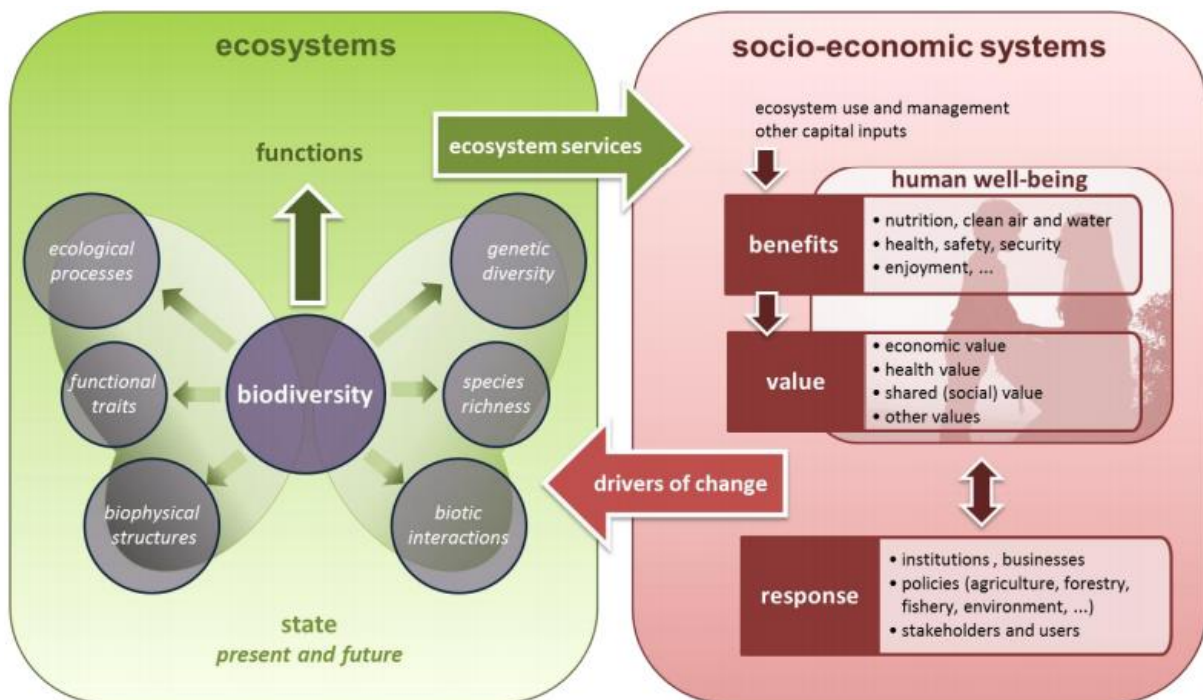 ecosystems
functions
ecological
processes
genetic
diversity
functional
traits
biodiversity
species
richness
biophysical
structures
biotic
interactions
state
present and future
ecosystem services
drivers of change
socio-economic systems
ecosystem use and management
other capital inputs
human well-being
benefits
• nutrition, clean air and water
• health, safety, security
• enjoyment, ...
value
• economic value
• health value
• shared (social) value
• other values
response
• institutions , businesses
• policies (agriculture, forestry,
fishery, environment, ...)
• stakeholders and users